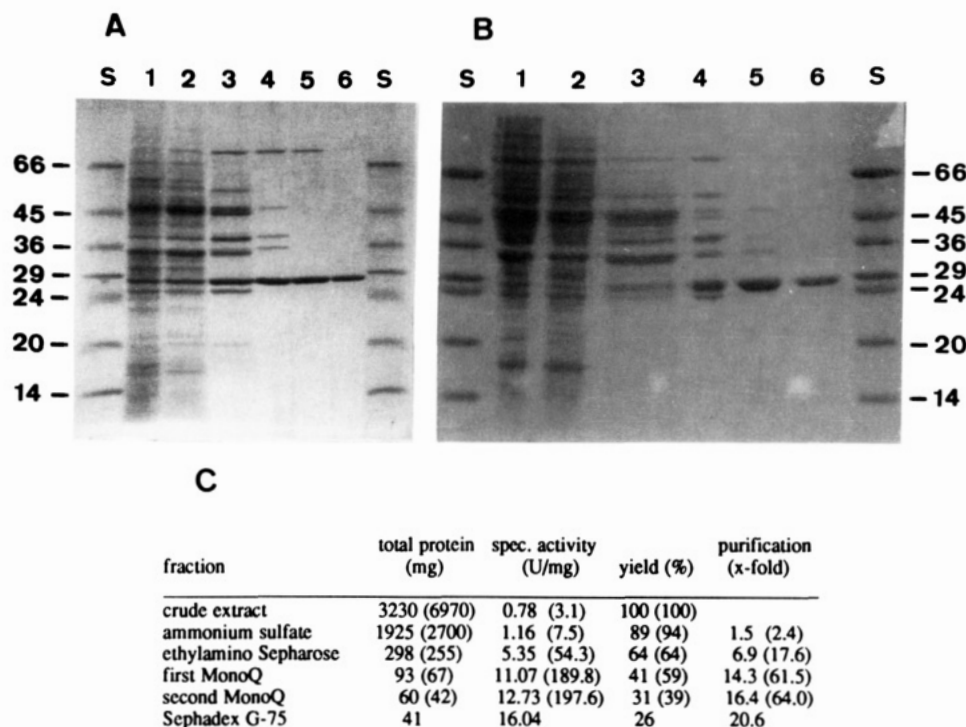 A
B
S 1 2 3 4 5 6 S
S 1 2 3 4 5 6 S
66
45
36
29
24
20
14
66
45
36
29
24
20
14
C
fraction total protein (mg) spec. activity (U/mg) yield (%) purification (x-fold)
crude extract 3230 (6970) 0.78 (3.1) 100 (100)
ammonium sulfate 1925 (2700) 1.16 (7.5) 89 (94) 1.5 (2.4)
ethylamino Sepharose 298 (255) 5.35 (54.3) 64 (64) 6.9 (17.6)
first MonoQ 93 (67) 11.07 (189.8) 41 (59) 14.3 (61.5)
second MonoQ 60 (42) 12.73 (197.6) 31 (39) 16.4 (64.0)
Sephadex G-75 41 16.04 26 20.6